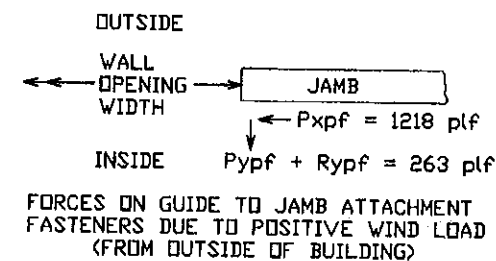 OUTSIDE
WALL
OPENING
WIDTH
JAMB
Pxpf = 1218 plf
INSIDE
Pypf + Rypf = 263 plf
FORCES ON GUIDE TO JAMB ATTACHMENT
FASTENERS DUE TO POSITIVE WIND LOAD
(FROM OUTSIDE OF BUILDING)